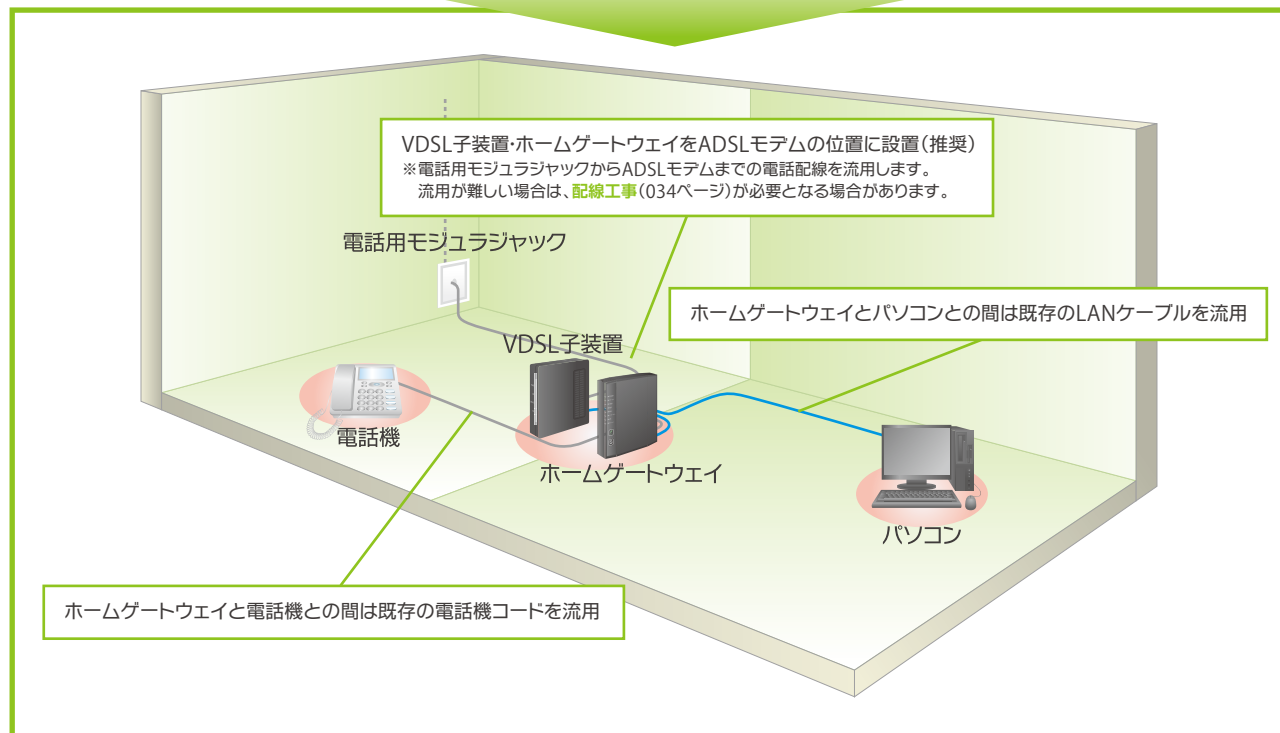 VDSL子装置・ホームゲートウェイをADSLモデムの位置に設置(推奨)
※電話用モジュラジャックからADSLモデムまでの電話配線を流用します。
流用が難しい場合は、配線工事(034ページ)が必要となる場合があります。
電話用モジュラジャック
ホームゲートウェイとパソコンとの間は既存のLANケーブルを流用
VDSL子装置
電話機
ホームゲートウェイ
パソコン
ホームゲートウェイと電話機との間は既存の電話機コードを流用